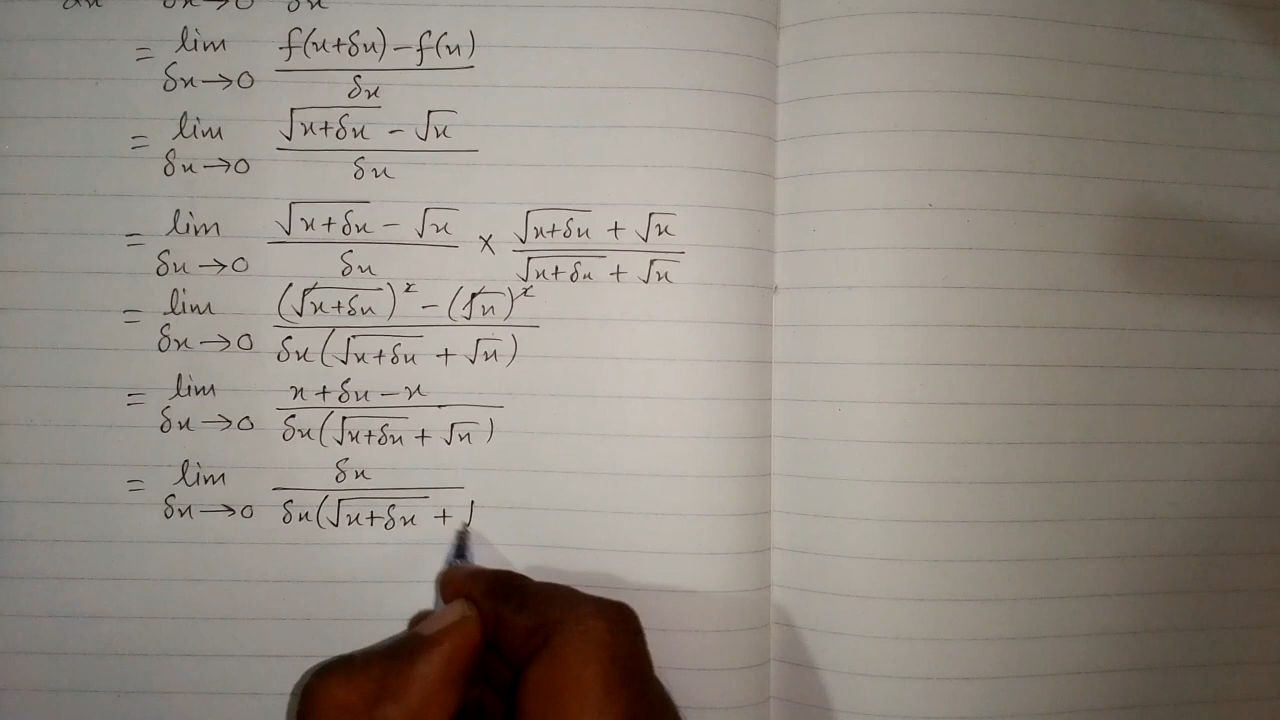 = lim δx→0 f(x+δx) − f(x) / δx
= lim δx→0 √(x+δx) − √x / δx
= lim δx→0 √(x+δx) − √x / δx × √(x+δx) + √x / √(x+δx) + √x
= lim δx→0 (√(x+δx))² − (√x)² / δx(√(x+δx) + √x)
= lim δx→0 x + δx − x / δx(√(x+δx) + √x)
= lim δx→0 δx / δx(√(x+δx) +